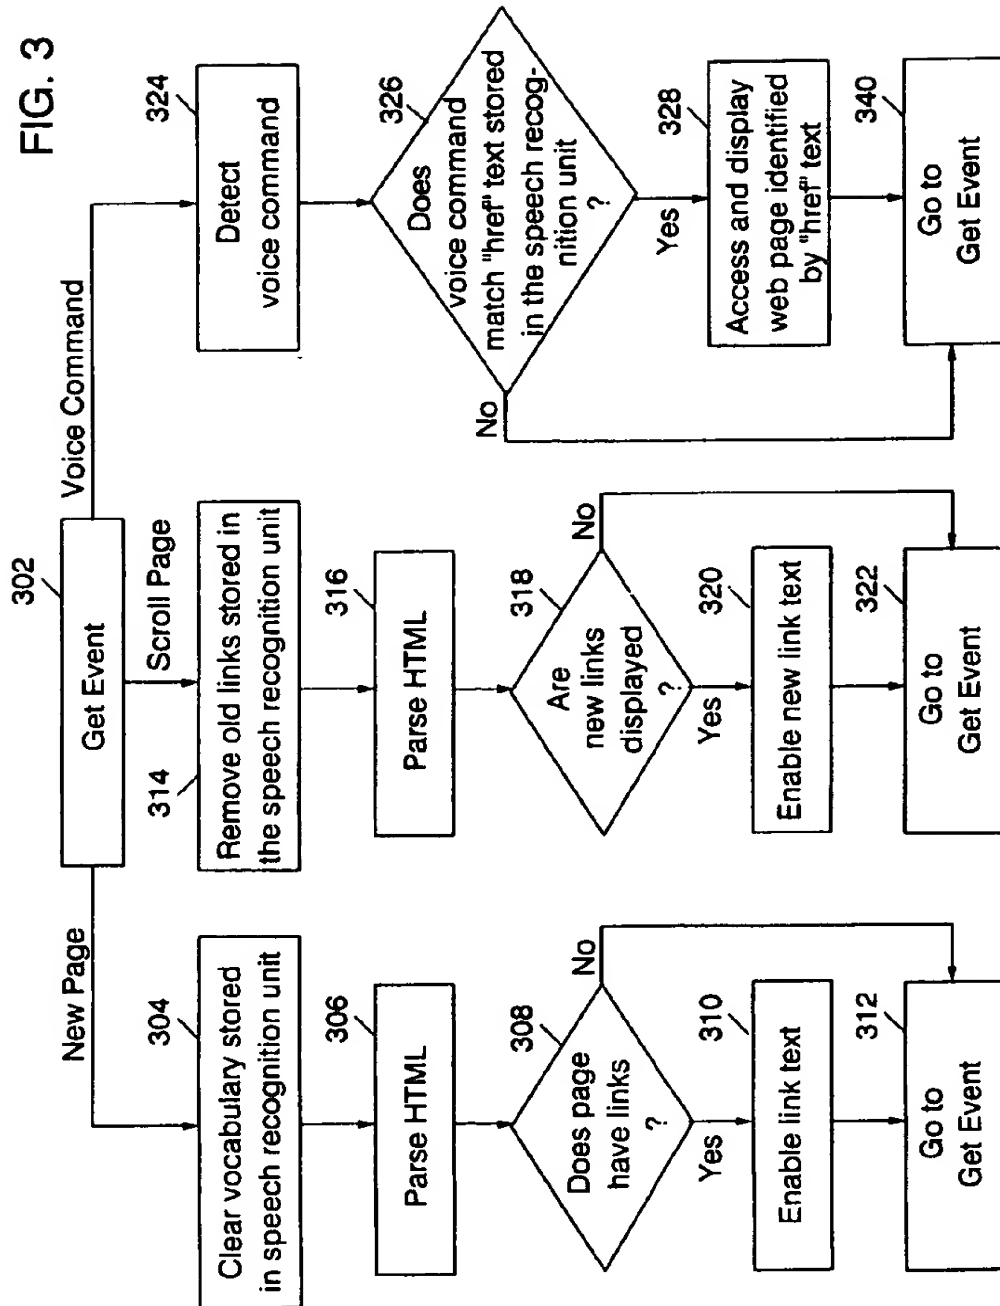 FIG. 3
302
Get Event
New Page
Scroll Page
Voice Command
304
Clear vocabulary stored
in speech recognition unit
306
Parse HTML
308
Does page
have links
?
No
Yes
310
Enable link text
312
Go to
Get Event
314
Remove old links stored in
the speech recognition unit
316
Parse HTML
318
Are
new links
displayed
?
No
Yes
320
Enable new link text
322
Go to
Get Event
324
Detect
voice command
326
Does
voice command
match "href" text stored
in the speech recog-
nition unit
?
No
Yes
328
Access and display
web page identified
by "href" text
340
Go to
Get Event